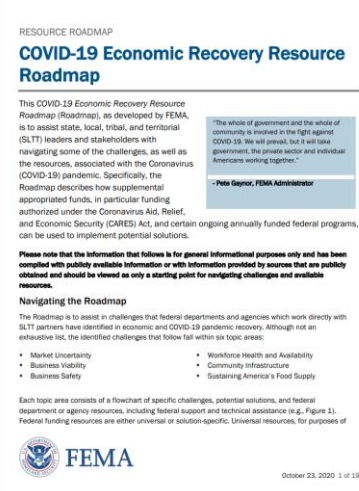 RESOURCE ROADMAP
COVID-19 Economic Recovery Resource
Roadmap
This COVID-19 Economic Recovery Resource
Roadmap (Roadmap), as developed by FEMA,
is to assist state, local, tribal, and territorial
(SLTT) leaders and stakeholders with
navigating some of the challenges, as well as
the resources, associated with the Coronavirus
(COVID-19) pandemic. Specifically, the
Roadmap describes how supplemental
appropriated funds, in particular funding
authorized under the Coronavirus Aid, Relief,
and Economic Security (CARES) Act, and certain ongoing annually funded federal programs,
can be used to implement potential solutions.
"The whole of government and the whole of
community is involved in the fight against
COVID-19. We will prevail, but it will take
government, the private sector and individual
Americans working together."
- Pete Gaynor, FEMA Administrator
Please note that the information that follows is for general informational purposes only and has been
compiled with publicly available information or with information provided by sources that are publicly
obtained and should be viewed as only a starting point for navigating challenges and available
resources.
Navigating the Roadmap
The Roadmap is to assist in challenges that federal departments and agencies which work directly with
SLTT partners have identified in economic and COVID-19 pandemic recovery. Although not an
exhaustive list, the identified challenges that follow fall within six topic areas:
• Market Uncertainty
• Business Viability
• Business Safety
• Workforce Health and Availability
• Community Infrastructure
• Sustaining America's Food Supply
Each topic area consists of a flowchart of specific challenges, potential solutions, and federal
department or agency resources, including federal support and technical assistance (e.g., Figure 1).
Federal funding resources are either universal or solution-specific. Universal resources, for purposes of
FEMA
October 23, 2020 1 of 19